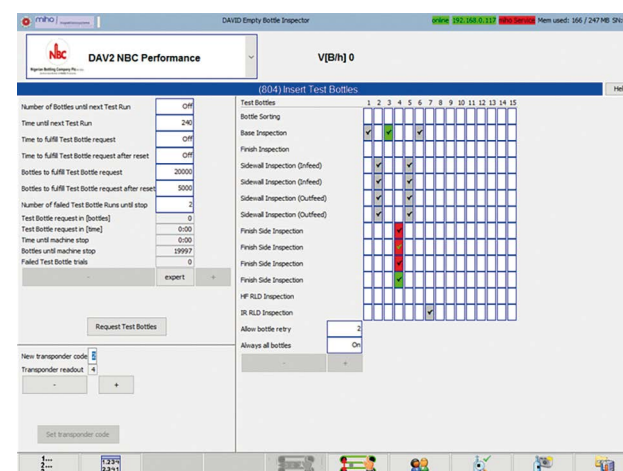 miho
DAVID Empty Bottle Inspector
online 192.168.0.117 miho Service Mem used: 166 / 247 MB SN:
NBC
Nigerian Bottling Company
DAV2 NBC Performance
V[B/h] 0
(804) Insert Test Bottles
Hel
Number of Bottles until next Test Run Off
Time until next Test Run 240
Time to fulfill Test Bottle request Off
Time to fulfill Test Bottle request after reset Off
Bottles to fulfill Test Bottle request 20000
Bottles to fulfill Test Bottle request after reset 5000
Number of failed Test Bottle Runs until stop 2
Test Bottle request in [bottles] 0
Test Bottle request in [time] 0:00
Time until machine stop 0:00
Bottles until machine stop 19997
Failed Test Bottle trials 0
- expert +
Request Test Bottles
New transponder code 2
Transponder readout 4
- +
Set transponder code
Test Bottles 1 2 3 4 5 6 7 8 9 10 11 12 13 14 15
Bottle Sorting
Base Inspection
Finish Inspection
Sidewall Inspection (Infeed)
Sidewall Inspection (Infeed)
Sidewall Inspection (Outfeed)
Sidewall Inspection (Outfeed)
Finish Side Inspection
Finish Side Inspection
Finish Side Inspection
Finish Side Inspection
HF RLD Inspection
IR RLD Inspection
Allow bottle retry 2
Always all bottles On
- +